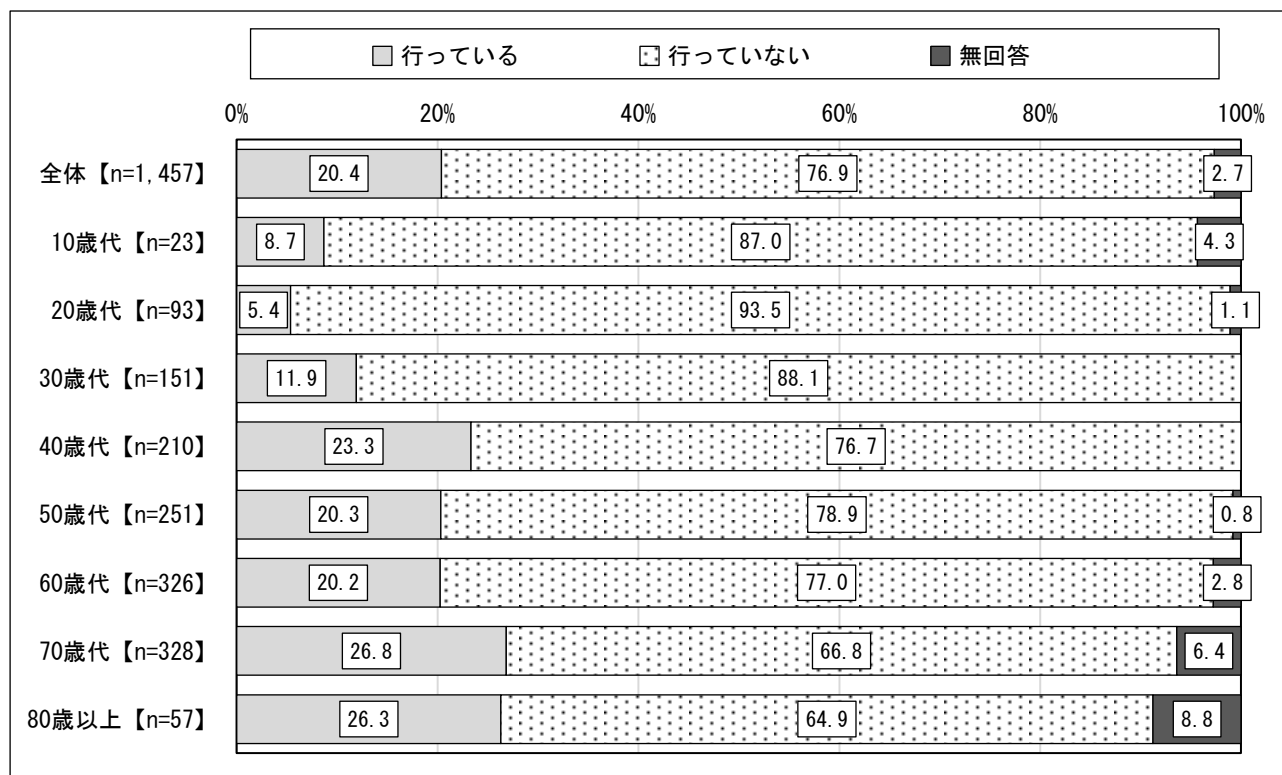 行っている 行っていない 無回答
0% 20% 40% 60% 80% 100%
全体【n=1,457】 20.4 76.9 2.7
10歳代【n=23】 8.7 87.0 4.3
20歳代【n=93】 5.4 93.5 1.1
30歳代【n=151】 11.9 88.1
40歳代【n=210】 23.3 76.7
50歳代【n=251】 20.3 78.9 0.8
60歳代【n=326】 20.2 77.0 2.8
70歳代【n=328】 26.8 66.8 6.4
80歳以上【n=57】 26.3 64.9 8.8